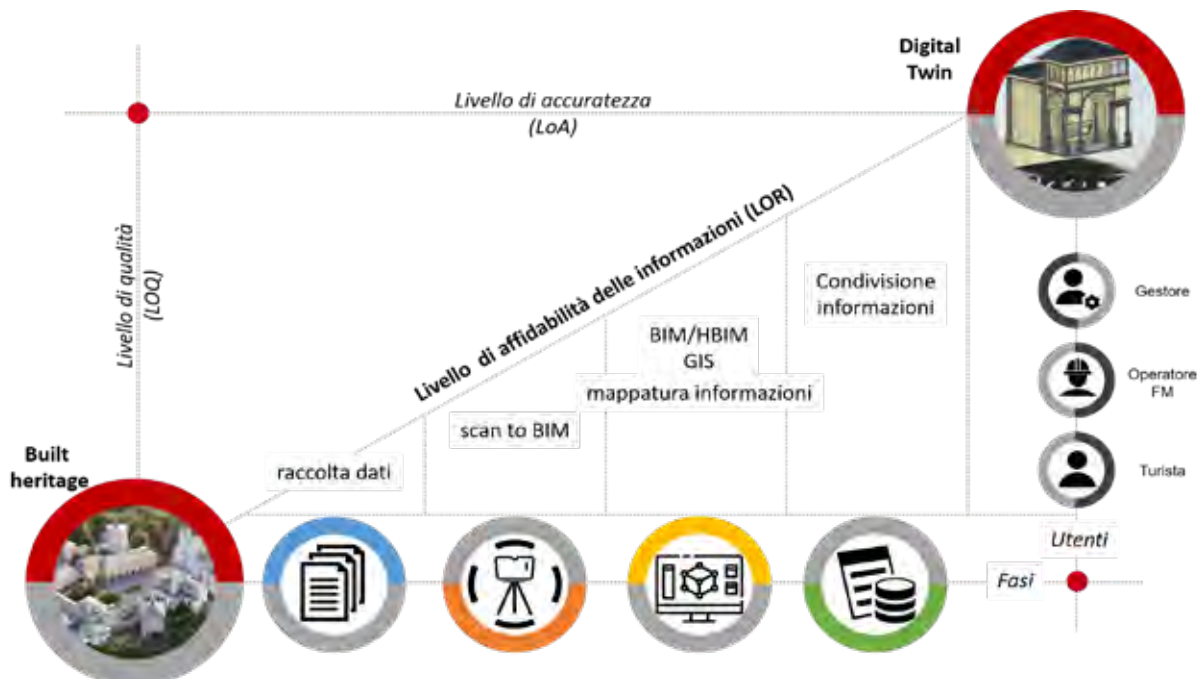 Digital
Twin
Livello di accuratezza
(LoA)
Livello di qualità
(LOQ)
Livello di affidabilità delle informazioni (LOR)
Condivisione
informazioni
Gestore
BIM/HBIM
GIS
mappatura informazioni
Operatore
FM
scan to BIM
Built
heritage
raccolta dati
Turista
Utenti
Fasi